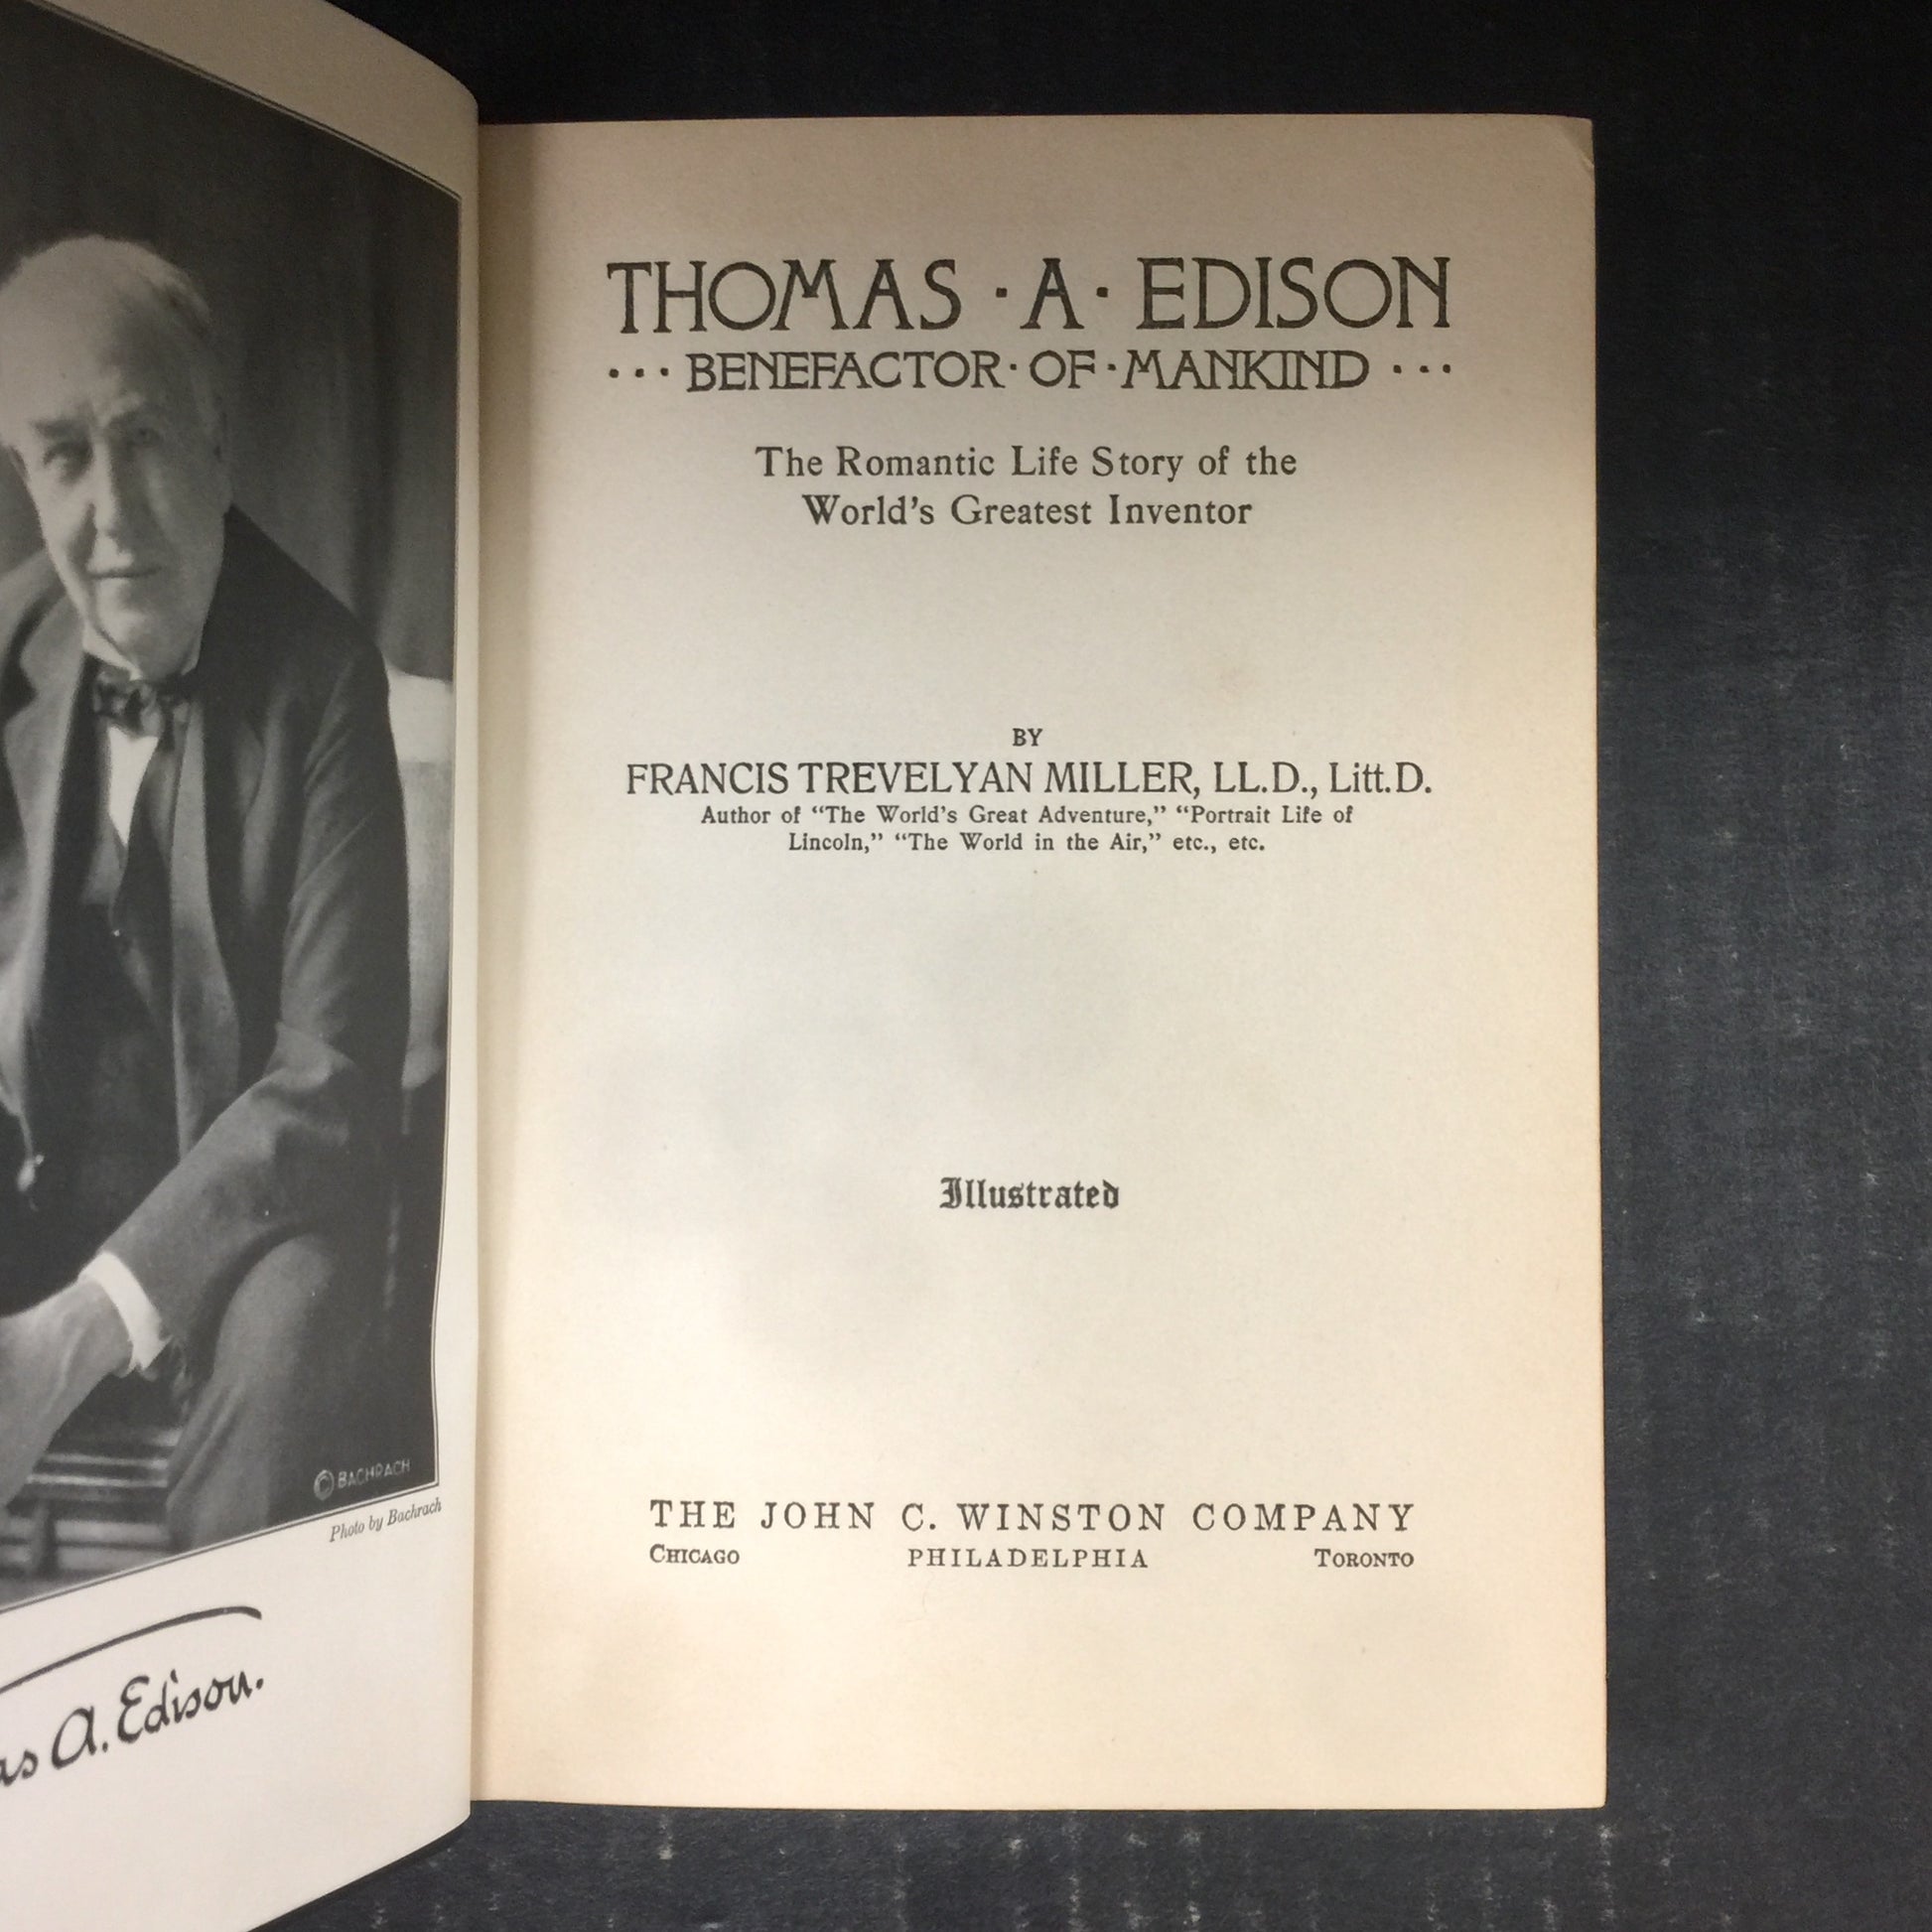 © BACHRACH
Photo by Bachrach
as A. Edison.
THOMAS · A · EDISON
··· BENEFACTOR · OF · MANKIND ···
The Romantic Life Story of the
World's Greatest Inventor
BY
FRANCIS TREVELYAN MILLER, LL.D., Litt.D.
Author of “The World's Great Adventure,” “Portrait Life of
Lincoln,” “The World in the Air,” etc., etc.
Illustrated
THE JOHN C. WINSTON COMPANY
CHICAGO PHILADELPHIA TORONTO